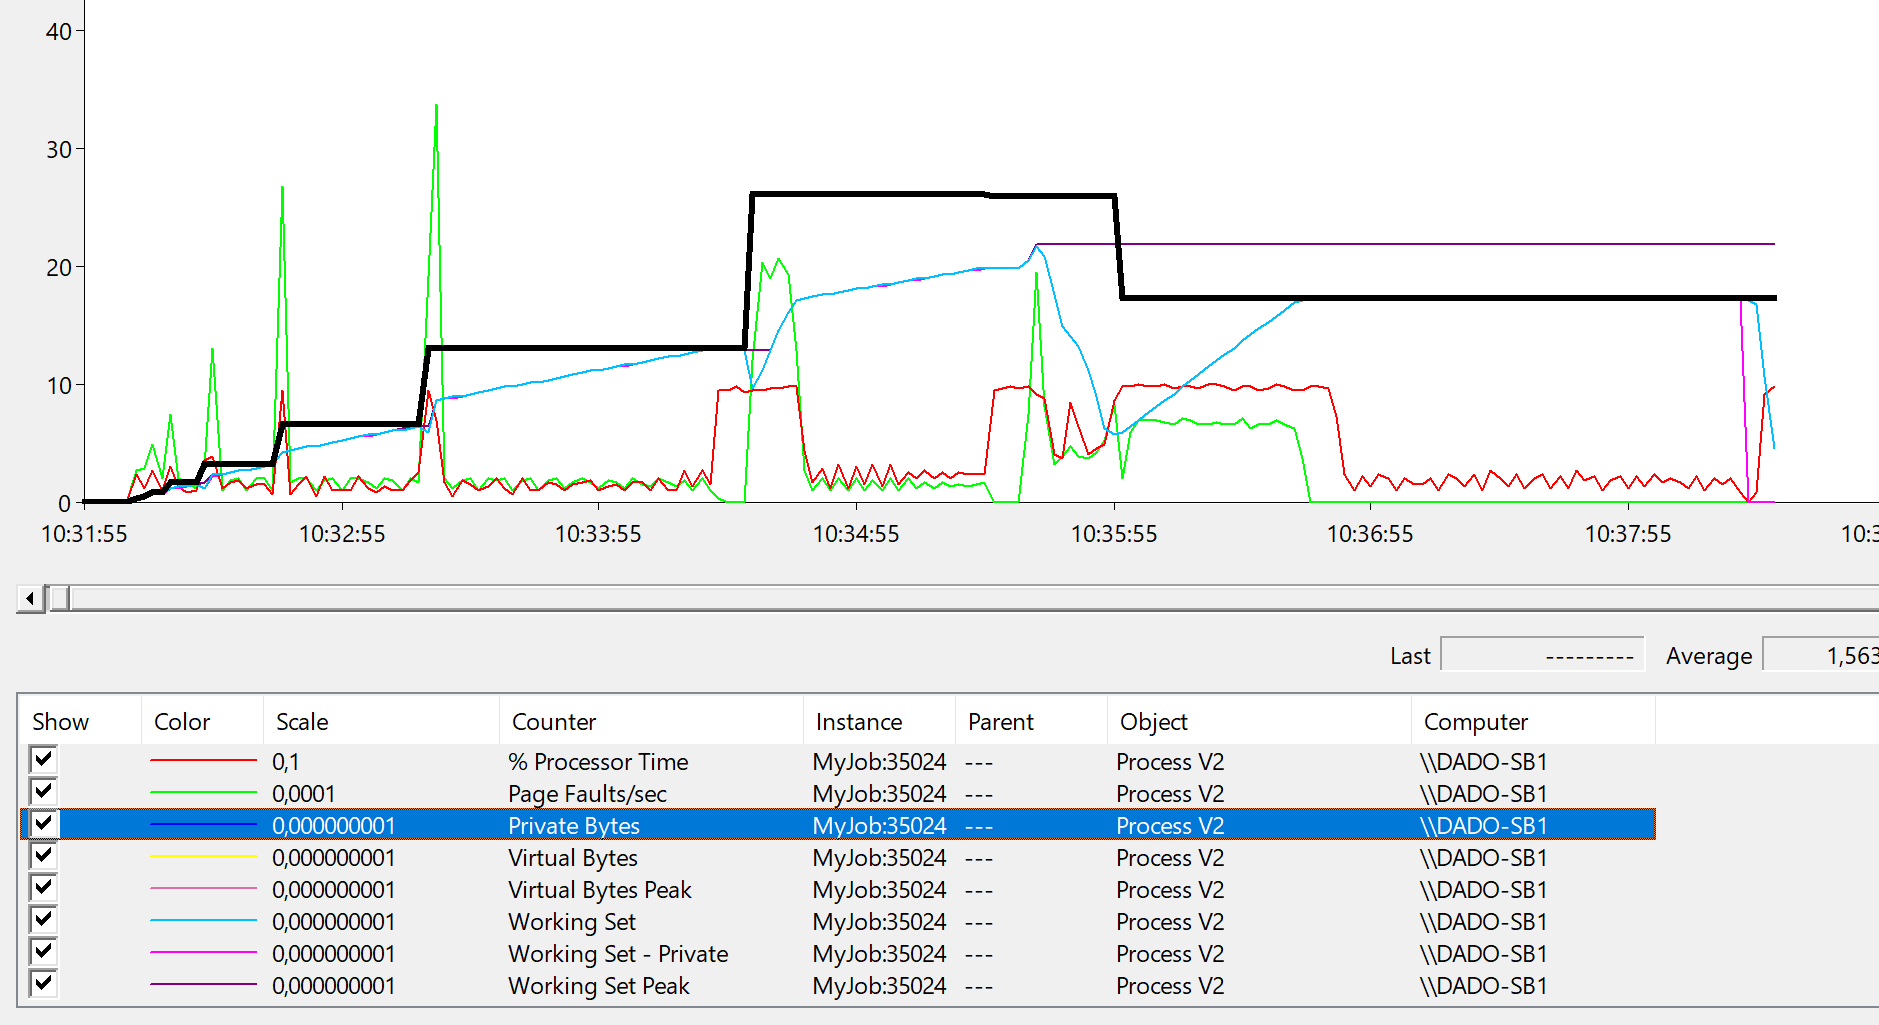 40
30
20
10
0
10:31:55 10:32:55 10:33:55 10:34:55 10:35:55 10:36:55 10:37:55 10:3
Last --------- Average 1,563
Show Color Scale Counter Instance Parent Object Computer
0,1 % Processor Time MyJob:35024 --- Process V2 \\DADO-SB1
0,0001 Page Faults/sec MyJob:35024 --- Process V2 \\DADO-SB1
0,000000001 Private Bytes MyJob:35024 --- Process V2 \\DADO-SB1
0,000000001 Virtual Bytes MyJob:35024 --- Process V2 \\DADO-SB1
0,000000001 Virtual Bytes Peak MyJob:35024 --- Process V2 \\DADO-SB1
0,000000001 Working Set MyJob:35024 --- Process V2 \\DADO-SB1
0,000000001 Working Set - Private MyJob:35024 --- Process V2 \\DADO-SB1
0,000000001 Working Set Peak MyJob:35024 --- Process V2 \\DADO-SB1